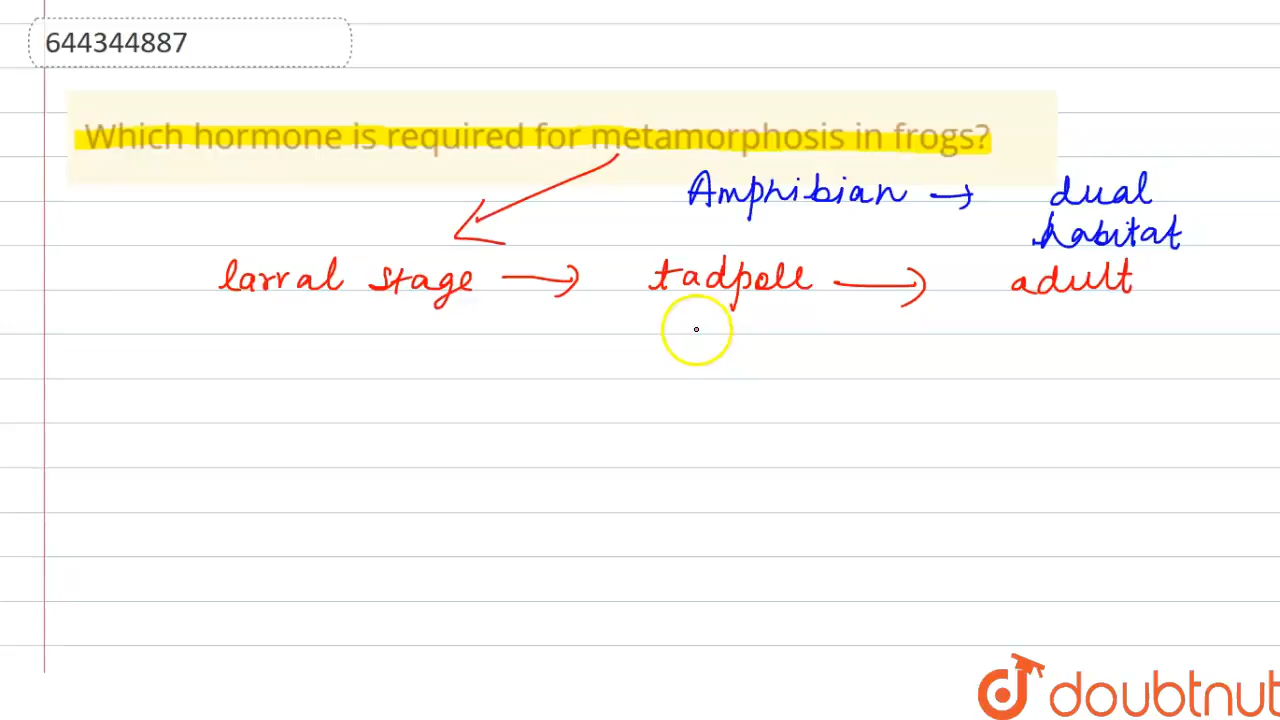 644344887
Which hormone is required for metamorphosis in frogs?
Amphibian → dual
habitat
larval stage → tadpole → adult
doubtnut